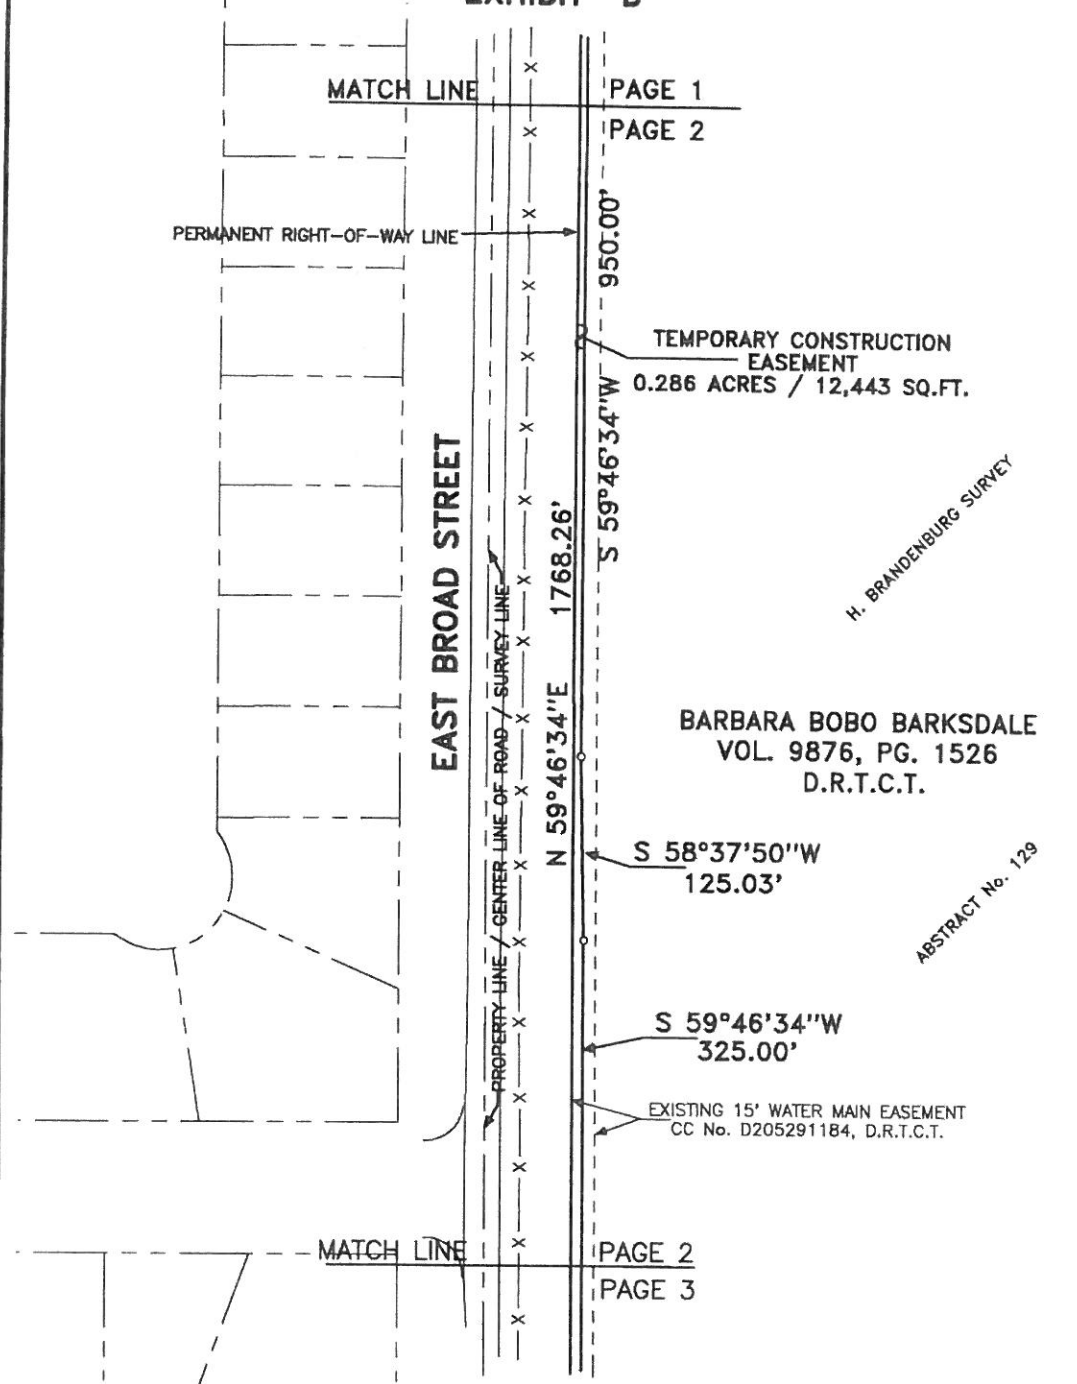 MATCH LINE
PAGE 1
PAGE 2
PERMANENT RIGHT-OF-WAY LINE
950.00'
S 59°46'34"W
TEMPORARY CONSTRUCTION
EASEMENT
0.286 ACRES / 12,443 SQ.FT.
EAST BROAD STREET
1768.26'
N 59°46'34"E
PROPERTY LINE / CENTER LINE OF ROAD / SURVEY LINE
H. BRANDENBURG SURVEY
BARBARA BOBO BARKSDALE
VOL. 9876, PG. 1526
D.R.T.C.T.
S 58°37'50"W
125.03'
ABSTRACT No. 129
S 59°46'34"W
325.00'
EXISTING 15' WATER MAIN EASEMENT
CC No. D205291184, D.R.T.C.T.
MATCH LINE
PAGE 2
PAGE 3